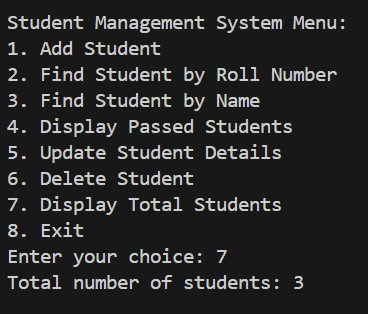 Student Management System Menu:
1. Add Student
2. Find Student by Roll Number
3. Find Student by Name
4. Display Passed Students
5. Update Student Details
6. Delete Student
7. Display Total Students
8. Exit
Enter your choice: 7
Total number of students: 3